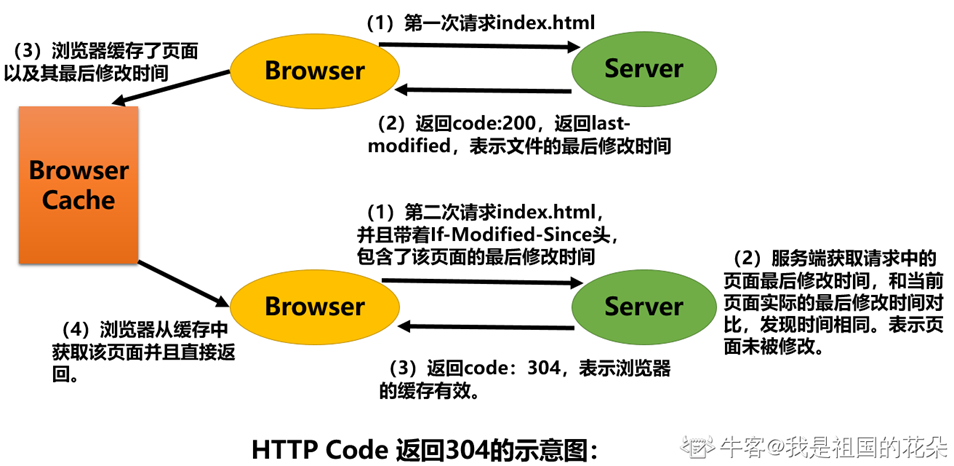 （1）第一次请求index.html
（3）浏览器缓存了页面
以及其最后修改时间
Browser
Server
（2）返回code:200，返回last-
modified，表示文件的最后修改时间
Browser
Cache
（1）第二次请求index.html，
并且带着If-Modified-Since头，
包含了该页面的最后修改时间
（2）服务端获取请求中的
页面最后修改时间，和当前
页面实际的最后修改时间对
比，发现时间相同。表示页
面未被修改。
Browser
Server
（4）浏览器从缓存中
获取该页面并且直接返
回。
（3）返回code：304，表示浏览器
的缓存有效。
HTTP Code 返回304的示意图：
牛客@我是祖国的花朵